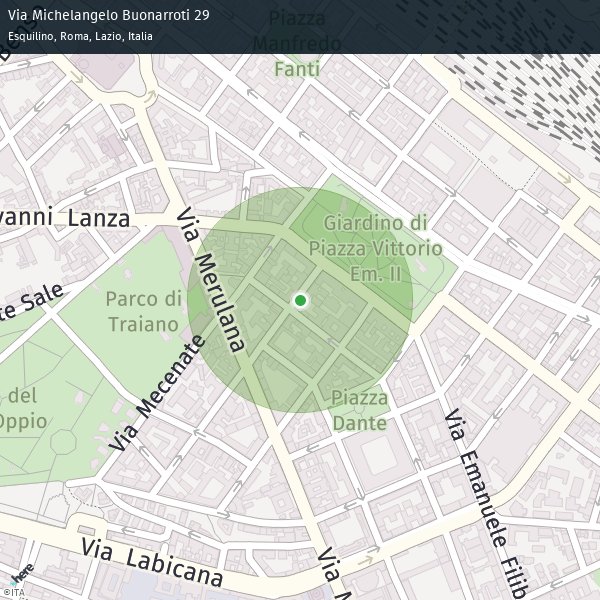 Via Michelangelo Buonarroti 29
Esquilino, Roma, Lazio, Italia
Piazza
Manfredo
Fanti
vanni Lanza
Via Merulana
Giardino di
Piazza Vittorio
Em. II
te Sale
Parco di
Traiano
Via Mecenate
del
Oppio
Piazza
Dante
Via Emanuele Filib
Via Labicana
Via M
here
©ITA